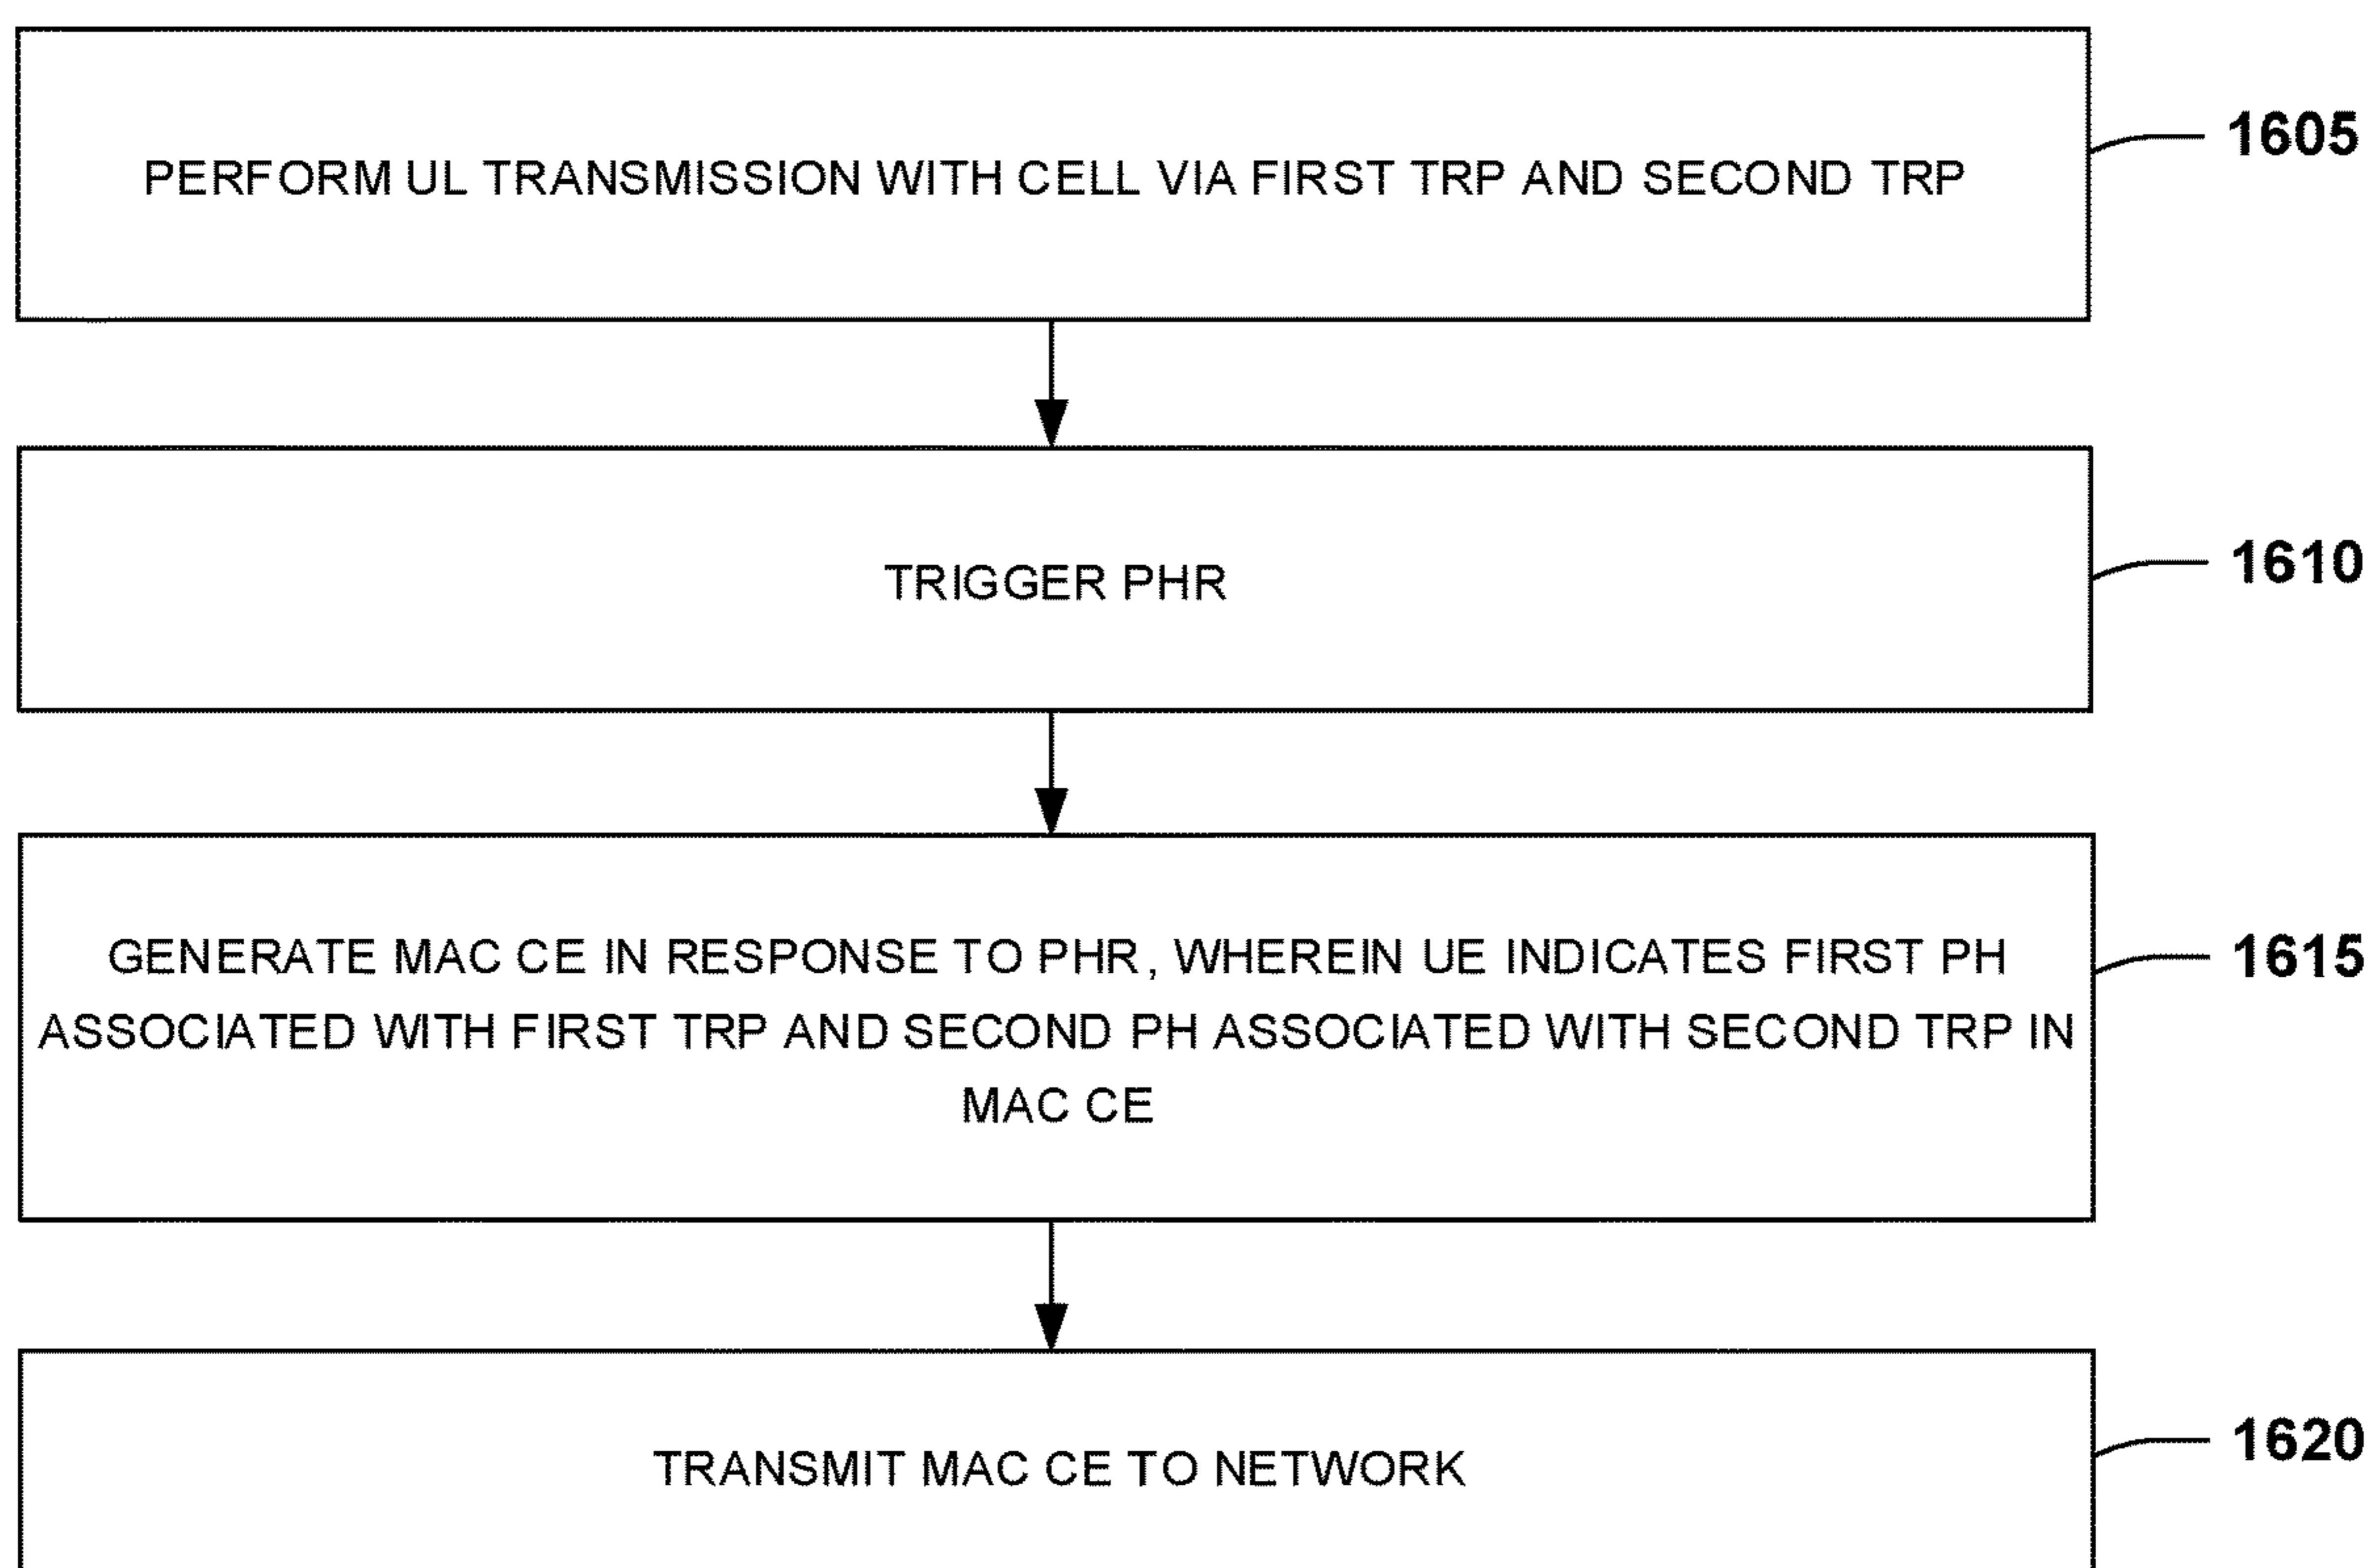 PERFORM UL TRANSMISSION WITH CELL VIA FIRST TRP AND SECOND TRP
1605
TRIGGER PHR
1610
GENERATE MAC CE IN RESPONSE TO PHR, WHEREIN UE INDICATES FIRST PH
ASSOCIATED WITH FIRST TRP AND SECOND PH ASSOCIATED WITH SECOND TRP IN
MAC CE
1615
TRANSMIT MAC CE TO NETWORK
1620